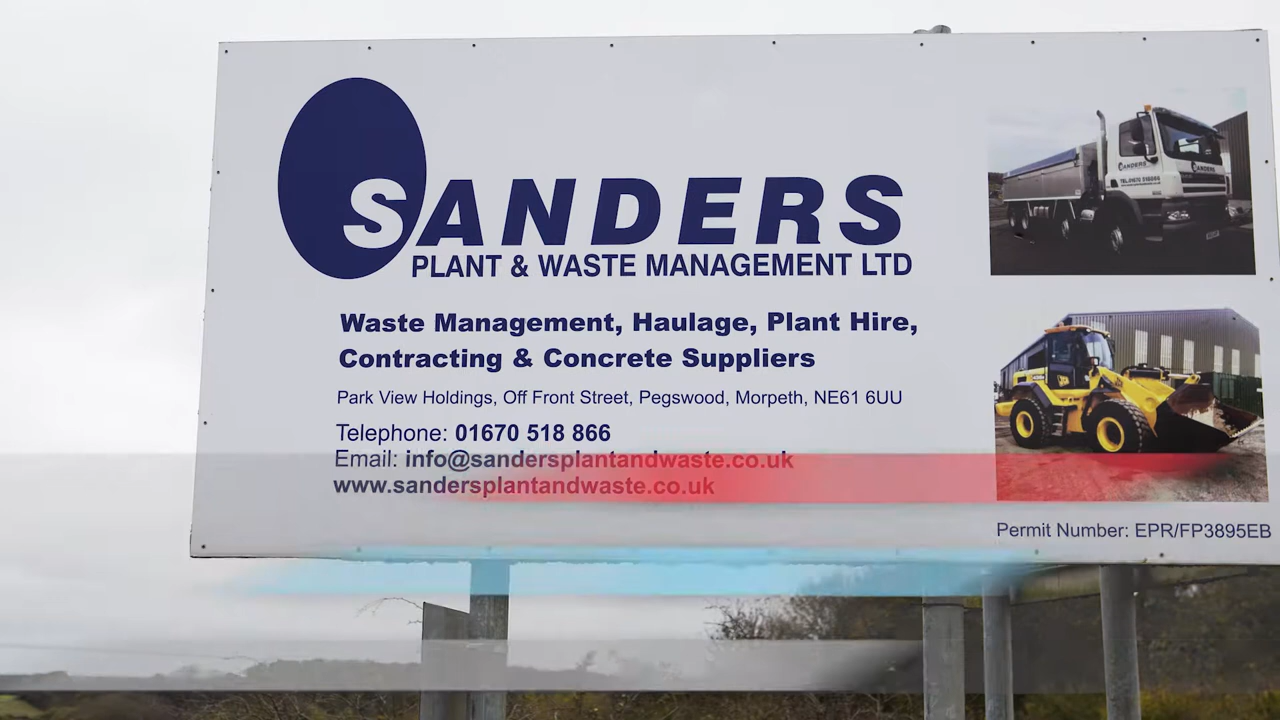 SANDERS
PLANT & WASTE MANAGEMENT LTD
Waste Management, Haulage, Plant Hire,
Contracting & Concrete Suppliers
Park View Holdings, Off Front Street, Pegswood, Morpeth, NE61 6UU
Telephone: 01670 518 866
Email: info@sandersplantandwaste.co.uk
www.sandersplantandwaste.co.uk
SANDERS
SANDERS
Permit Number: EPR/FP3895EB